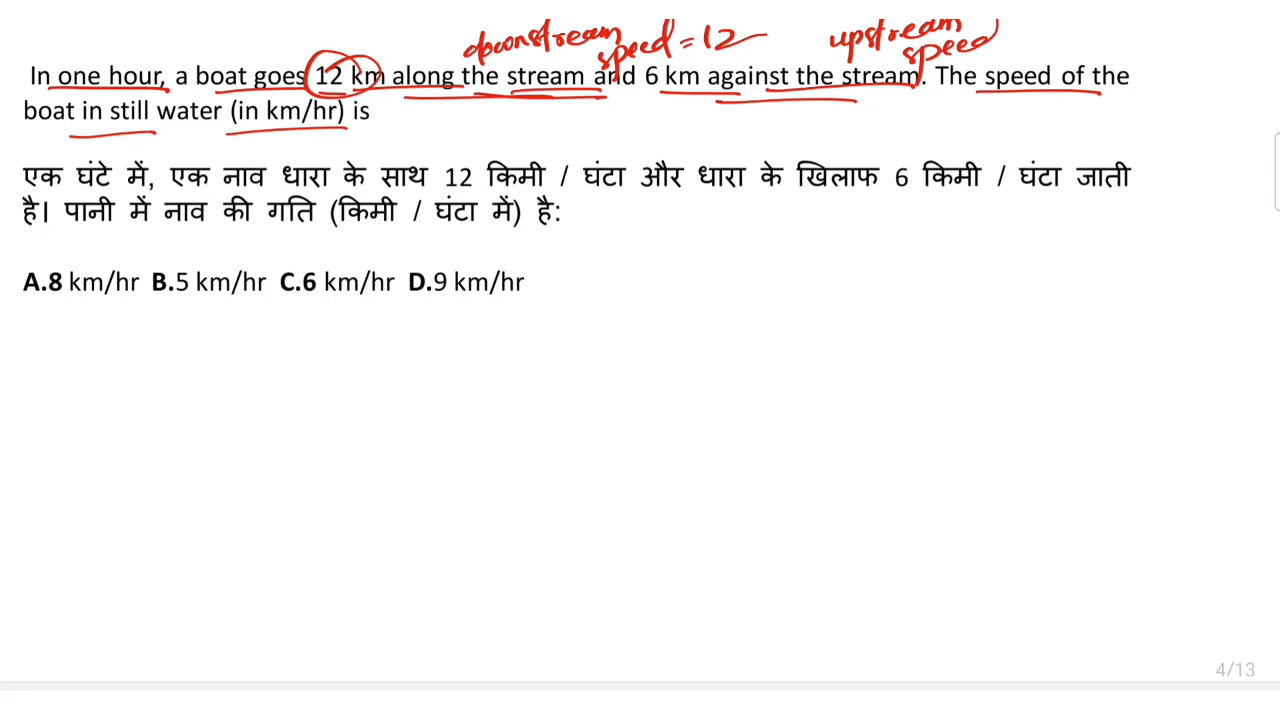 downstream speed = 12 upstream speed
In one hour, a boat goes 12 km along the stream and 6 km against the stream. The speed of the
boat in still water (in km/hr) is
एक घंटे में, एक नाव धारा के साथ 12 किमी / घंटा और धारा के खिलाफ 6 किमी / घंटा जाती
है। पानी में नाव की गति (किमी / घंटा में) है:
A.8 km/hr B.5 km/hr C.6 km/hr D.9 km/hr
4/13